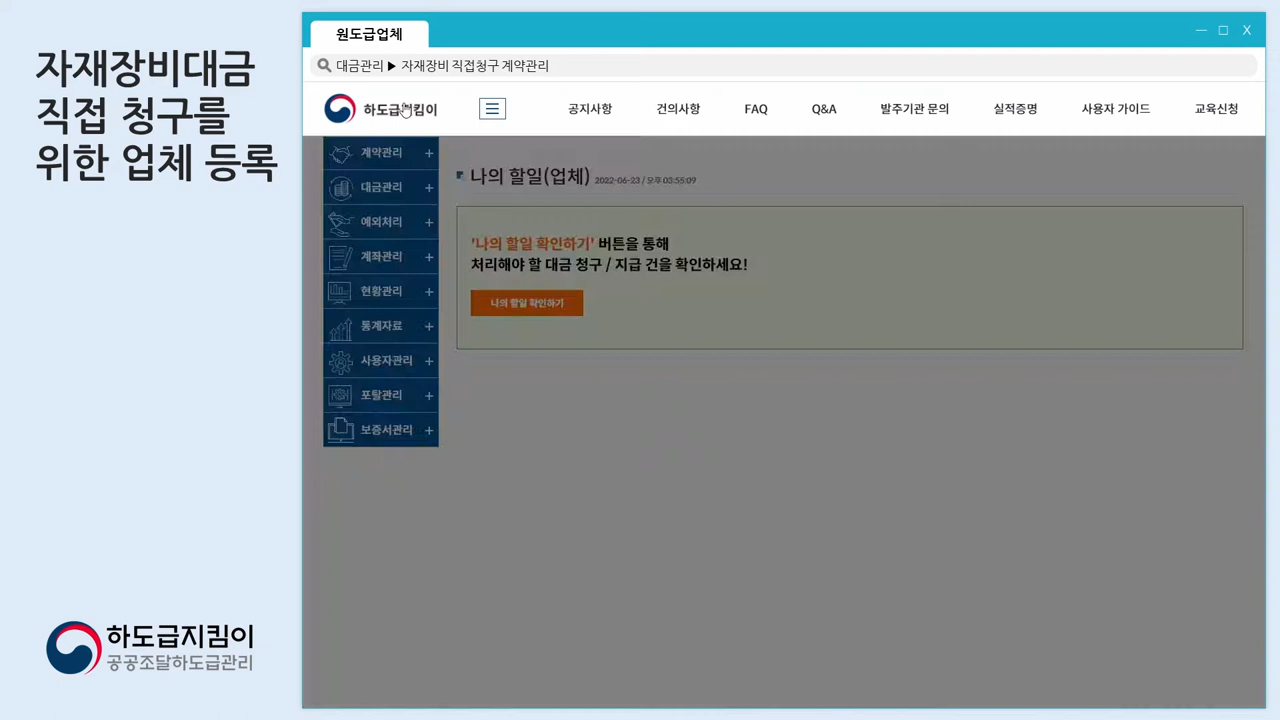 자재장비대금
직접 청구를
위한 업체 등록
원도급업체
대금관리 ▶ 자재장비 직접청구 계약관리
하도급지킴이
공지사항 건의사항 FAQ Q&A 발주기관 문의 실적증명 사용자 가이드 교육신청
계약관리 +
대금관리 +
예외처리 +
계좌관리 +
현황관리 +
통계자료 +
사용자관리 +
포탈관리 +
보증서관리 +
나의 할일(업체) 2022-06-23 / 오후 03:55:09
'나의 할일 확인하기' 버튼을 통해
처리해야 할 대금 청구 / 지급 건을 확인하세요!
나의 할일 확인하기
하도급지킴이
공공조달하도급관리